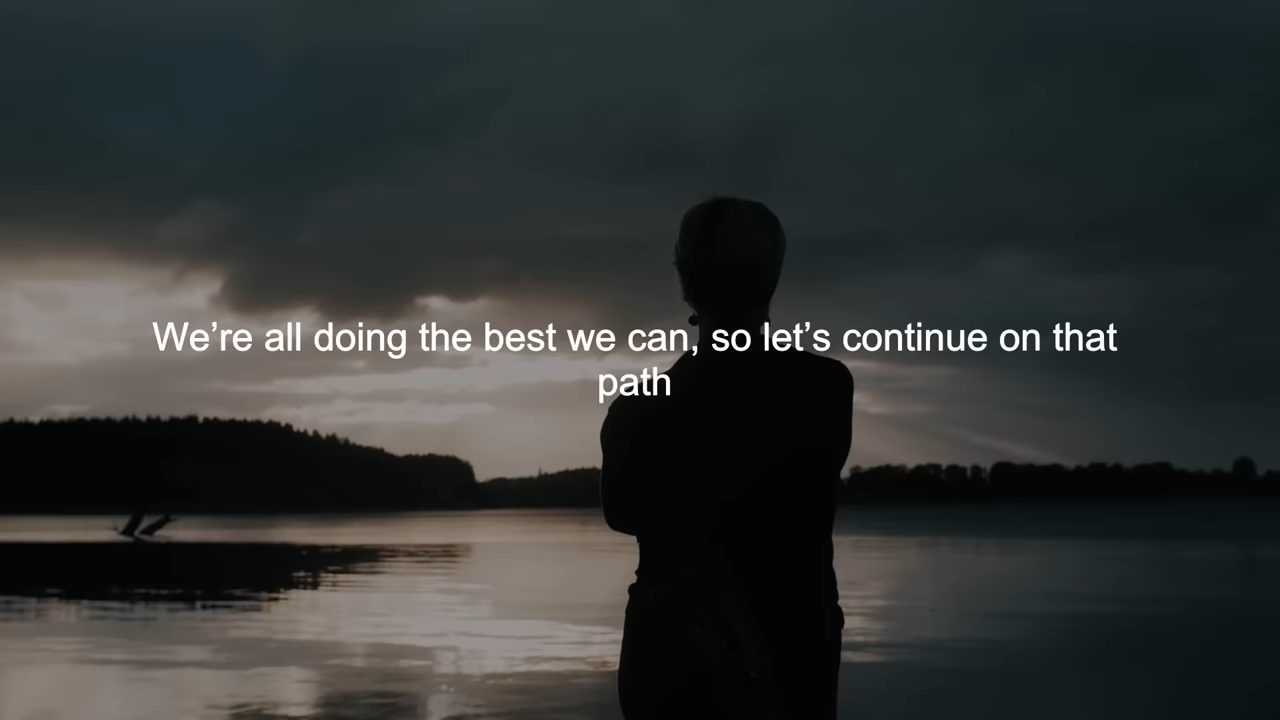 We’re all doing the best we can, so let’s continue on that
path